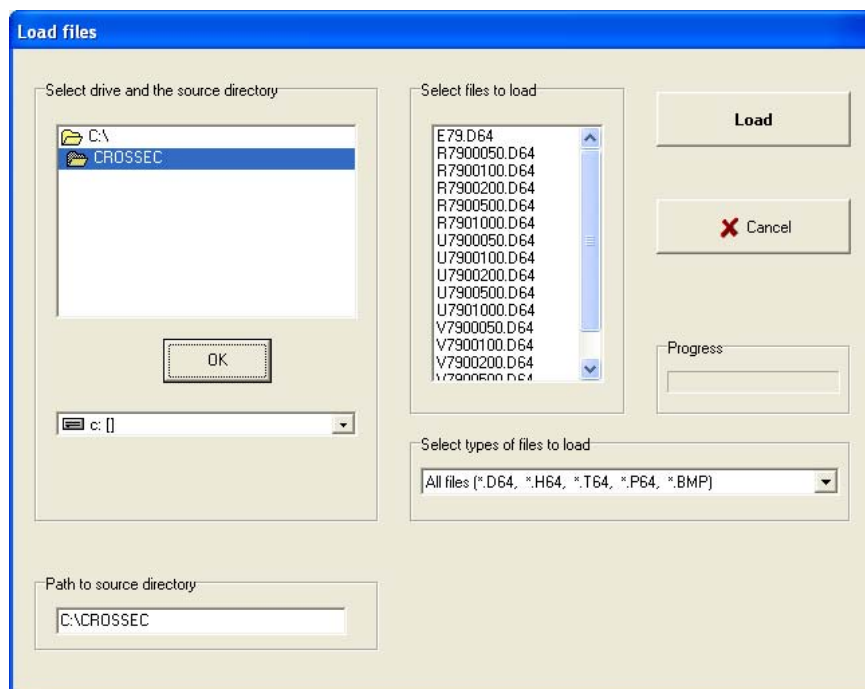 Load files
Select drive and the source directory
C:\
CROSSEC
OK
c: []
Path to source directory
C:\CROSSEC
Select files to load
E79.D64
R7900050.D64
R7900100.D64
R7900200.D64
R7900500.D64
R7901000.D64
U7900050.D64
U7900100.D64
U7900200.D64
U7900500.D64
U7901000.D64
V7900050.D64
V7900100.D64
V7900200.D64
V7900500.D64
Select types of files to load
All files (*.D64, *.H64, *.T64, *.P64, *.BMP)
Load
Cancel
Progress